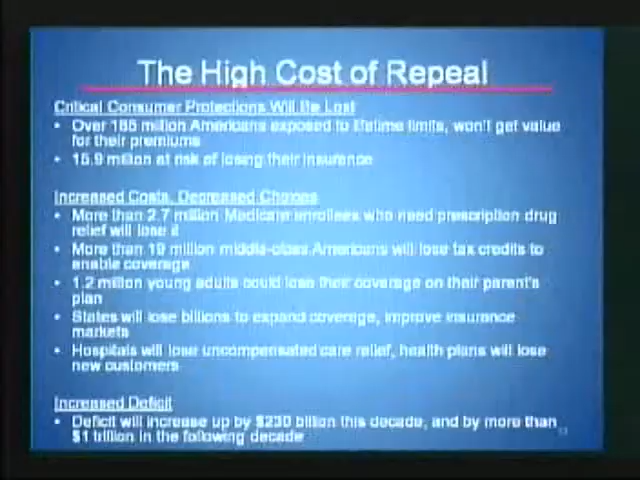 The High Cost of Repeal
Critical Consumer Protections Will Be Lost
• Over 165 million Americans exposed to lifetime limits, won't get value
for their premiums
• 15.9 million at risk of losing their insurance
Increased Costs, Decreased Choices
• More than 2.7 million Medicare enrollees who need prescription drug
relief will lose it
• More than 19 million middle-class Americans will lose tax credits to
enable coverage
• 1.2 million young adults could lose their coverage on their parent's
plan
• States will lose billions to expand coverage, improve insurance
markets
• Hospitals will lose uncompensated care relief, health plans will lose
new customers
Increased Deficit
• Deficit will increase up by $230 billion this decade, and by more than
$1 trillion in the following decade